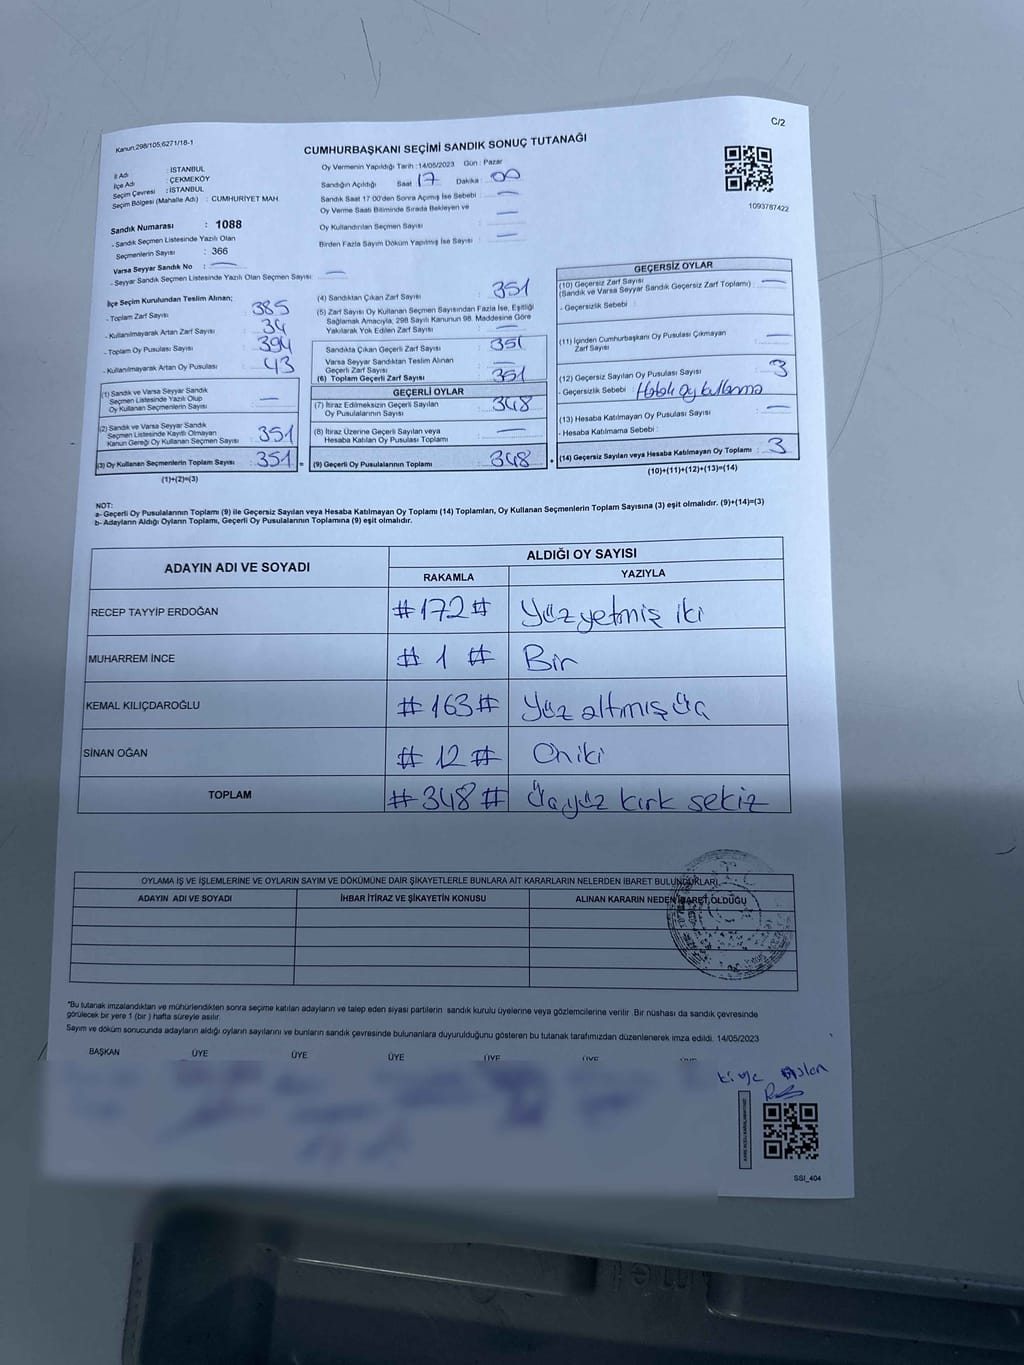 C/2
Kanun;298/105;6271/18-1
CUMHURBAŞKANI SEÇİMİ SANDIK SONUÇ TUTANAĞI
İl Adı : İSTANBUL
İlçe Adı : ÇEKMEKÖY
Seçim Çevresi : İSTANBUL
Seçim Bölgesi (Mahalle Adı) : CUMHURİYET MAH.
Sandık Numarası : 1088
- Sandık Seçmen Listesinde Yazılı Olan
Seçmenlerin Sayısı : 366
Varsa Seyyar Sandık No : —
- Seyyar Sandık Seçmen Listesinde Yazılı Olan Seçmen Sayısı : —
Oy Vermenin Yapıldığı Tarih : 14/05/2023 Gün : Pazar
Sandığın Açıldığı Saat : 17 Dakika : 00
Sandık Saat 17:00'den Sonra Açılmış İse Sebebi : —
Oy Verme Saati Bitiminde Sırada Bekleyen ve
Oy Kullandırılan Seçmen Sayısı : —
Birden Fazla Sayım Döküm Yapılmış İse Sayısı : —
1093787422
İlçe Seçim Kurulundan Teslim Alınan;
- Toplam Zarf Sayısı : 385
- Kullanılmayarak Artan Zarf Sayısı : 34
- Toplam Oy Pusulası Sayısı : 394
- Kullanılmayarak Artan Oy Pusulası : 43
(1) Sandık ve Varsa Seyyar Sandık
Seçmen Listesinde Yazılı Olup
Oy Kullanan Seçmenlerin Sayısı : —
(2) Sandık ve Varsa Seyyar Sandık
Seçmen Listesinde Kayıtlı Olmayan
Kanun Gereği Oy Kullanan Seçmen Sayısı : 351
(3) Oy Kullanan Seçmenlerin Toplam Sayısı : 351
(1)+(2)=(3)
(4) Sandıktan Çıkan Zarf Sayısı : 351
(5) Zarf Sayısı Oy Kullanan Seçmen Sayısından Fazla İse, Eşitliği
Sağlamak Amacıyla, 298 Sayılı Kanunun 98. Maddesine Göre
Yakılarak Yok Edilen Zarf Sayısı : —
Sandıkta Çıkan Geçerli Zarf Sayısı : 351
Varsa Seyyar Sandıktan Teslim Alınan
Geçerli Zarf Sayısı : —
(6) Toplam Geçerli Zarf Sayısı : 351
GEÇERLİ OYLAR
(7) İtiraz Edilmeksizin Geçerli Sayılan
Oy Pusulalarının Sayısı : 348
(8) İtiraz Üzerine Geçerli Sayılan veya
Hesaba Katılan Oy Pusulası Toplamı : —
= (9) Geçerli Oy Pusulalarının Toplamı : 348 +
GEÇERSİZ OYLAR
(10) Geçersiz Zarf Sayısı : —
(Sandık ve Varsa Seyyar Sandık Geçersiz Zarf Toplamı)
- Geçersizlik Sebebi :
(11) İçinden Cumhurbaşkanı Oy Pusulası Çıkmayan
Zarf Sayısı : —
(12) Geçersiz Sayılan Oy Pusulası Sayısı : 3
- Geçersizlik Sebebi : Hatalı Oy kullanma
(13) Hesaba Katılmayan Oy Pusulası Sayısı : —
- Hesaba Katılmama Sebebi :
(14) Geçersiz Sayılan veya Hesaba Katılmayan Oy Toplamı : 3
(10)+(11)+(12)+(13)=(14)
NOT:
a- Geçerli Oy Pusulalarının Toplamı (9) ile Geçersiz Sayılan veya Hesaba Katılmayan Oy Toplamı (14) Toplamları, Oy Kullanan Seçmenlerin Toplam Sayısına (3) eşit olmalıdır. (9)+(14)=(3)
b- Adayların Aldığı Oyların Toplamı, Geçerli Oy Pusulalarının Toplamına (9) eşit olmalıdır.
ADAYIN ADI VE SOYADI ALDIĞI OY SAYISI
RAKAMLA YAZIYLA
RECEP TAYYİP ERDOĞAN #172# Yüz yetmiş iki
MUHARREM İNCE # 1 # Bir
KEMAL KILIÇDAROĞLU #163# Yüz altmış üç
SİNAN OĞAN # 12 # Oniki
TOPLAM #348# Üçyüz kırk sekiz
OYLAMA İŞ VE İŞLEMLERİNE VE OYLARIN SAYIM VE DÖKÜMÜNE DAİR ŞİKAYETLERLE BUNLARA AİT KARARLARIN NELERDEN İBARET BULUNDUKLARI
ADAYIN ADI VE SOYADI İHBAR İTİRAZ VE ŞİKAYETİN KONUSU ALINAN KARARIN NEDEN İBARET OLDUĞU
*Bu tutanak imzalandıktan ve mühürlendikten sonra seçime katılan adayların ve talep eden siyasi partilerin sandık kurulu üyelerine veya gözlemcilerine verilir. Bir nüshası da sandık çevresinde
görülecek bir yere 1 (bir) hafta süreyle asılır.
Sayım ve döküm sonucunda adayların aldığı oyların sayılarını ve bunların sandık çevresinde bulunanlara duyurulduğunu gösteren bu tutanak tarafımızdan düzenlenerek imza edildi. 14/05/2023
BAŞKAN ÜYE ÜYE ÜYE ÜYE ÜYE ÜYE
SSI_404